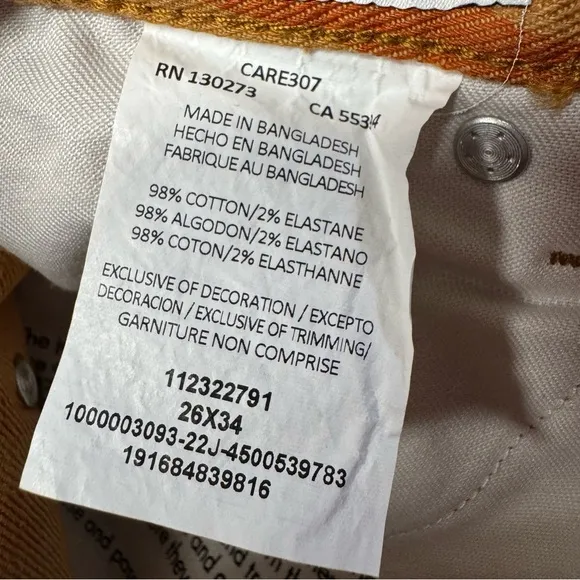 CARE307
RN 130273 CA 55314
MADE IN BANGLADESH
HECHO EN BANGLADESH
FABRIQUE AU BANGLADESH
98% COTTON/2% ELASTANE
98% ALGODON/2% ELASTANO
98% COTON/2% ELASTHANNE
EXCLUSIVE OF DECORATION / EXCEPTO
DECORACION / EXCLUSIVE OF TRIMMING/
GARNITURE NON COMPRISE
112322791
26X34
1000003093-22J-4500539783
191684839816